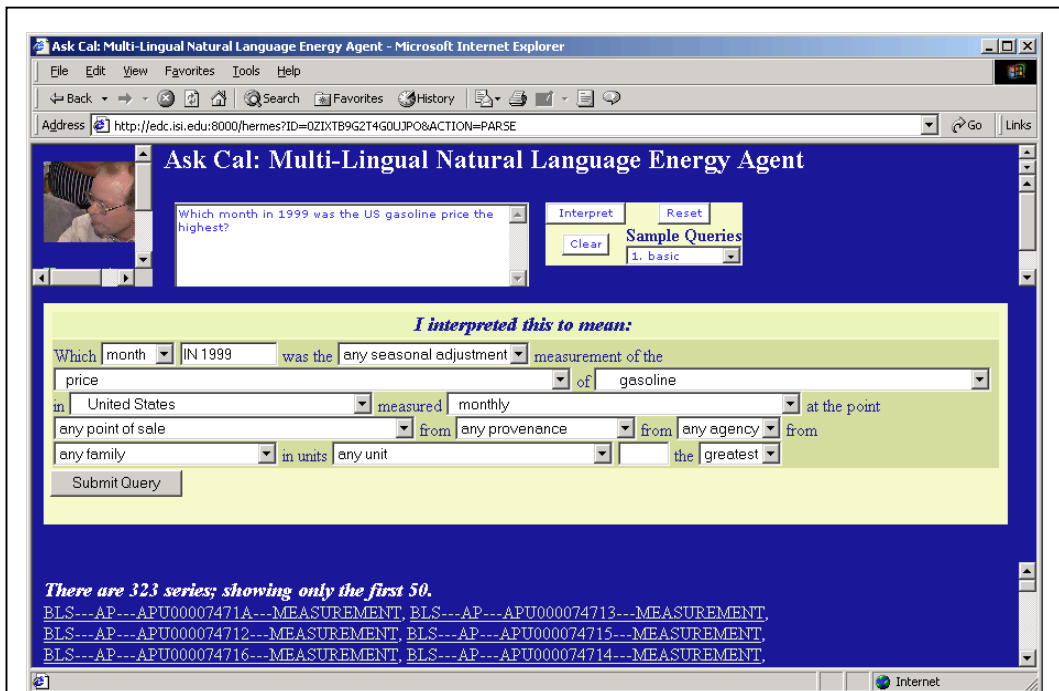 Ask Cal: Multi-Lingual Natural Language Energy Agent - Microsoft Internet Explorer
File Edit View Favorites Tools Help
Back Search Favorites History
Address http://edc.isi.edu:8000/hermes?ID=0ZIXTB9G2T4G0UJPO&ACTION=PARSE Go Links
Ask Cal: Multi-Lingual Natural Language Energy Agent
Which month in 1999 was the US gasoline price the
highest?
Interpret Reset
Clear Sample Queries
1. basic
I interpreted this to mean:
Which month IN 1999 was the any seasonal adjustment measurement of the
price of gasoline
in United States measured monthly at the point
any point of sale from any provenance from any agency from
any family in units any unit the greatest
Submit Query
There are 323 series; showing only the first 50.
BLS---AP---APU00007471A---MEASUREMENT, BLS---AP---APU000074713---MEASUREMENT,
BLS---AP---APU000074712---MEASUREMENT, BLS---AP---APU000074715---MEASUREMENT,
BLS---AP---APU000074716---MEASUREMENT, BLS---AP---APU000074714---MEASUREMENT,
Internet